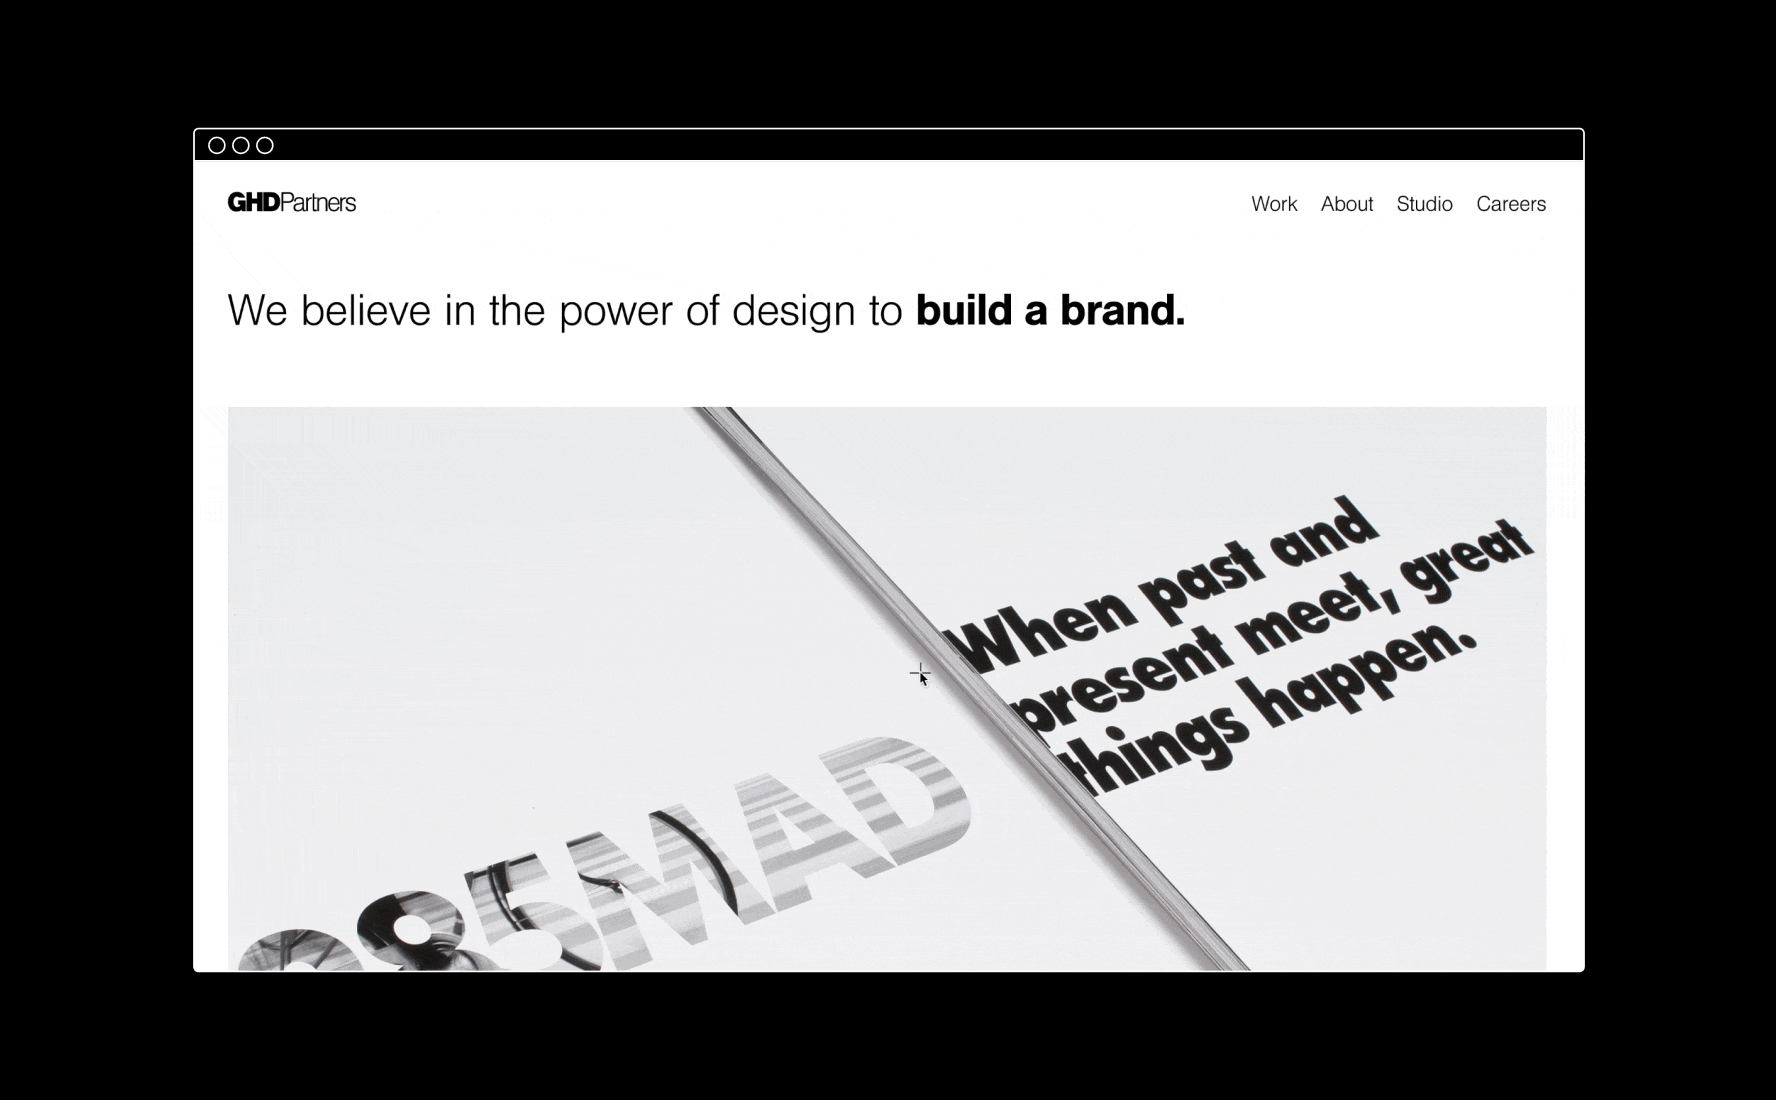 GHDPartners
Work About Studio Careers
We believe in the power of design to build a brand.
When past and
present meet, great
things happen.
85MAD